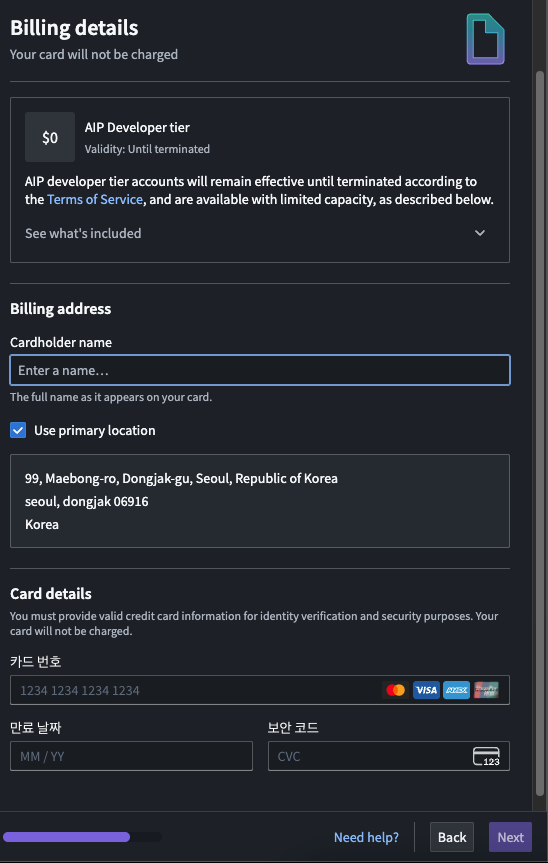 Billing details
Your card will not be charged
$0
AIP Developer tier
Validity: Until terminated
AIP developer tier accounts will remain effective until terminated according to
the Terms of Service, and are available with limited capacity, as described below.
See what's included
Billing address
Cardholder name
Enter a name…
The full name as it appears on your card.
Use primary location
99, Maebong-ro, Dongjak-gu, Seoul, Republic of Korea
seoul, dongjak 06916
Korea
Card details
You must provide valid credit card information for identity verification and security purposes. Your
card will not be charged.
카드 번호
1234 1234 1234 1234
VISA
AMEX
UnionPay
만료 날짜
보안 코드
MM / YY
CVC
123
Need help?
Back
Next